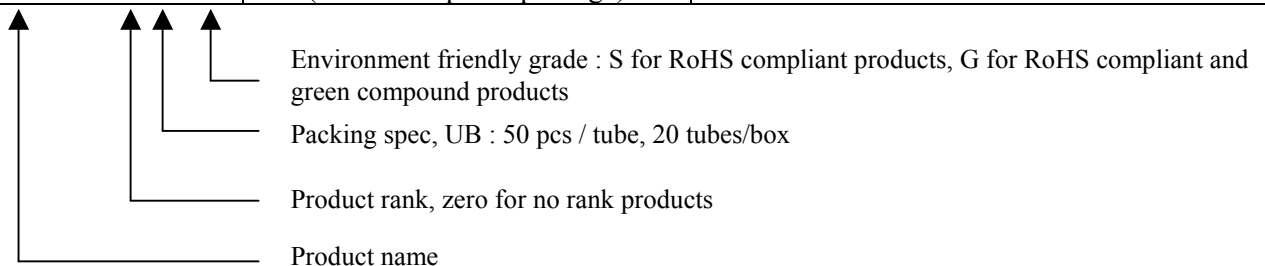 Environment friendly grade : S for RoHS compliant products, G for RoHS compliant and
green compound products
Packing spec, UB : 50 pcs / tube, 20 tubes/box
Product rank, zero for no rank products
Product name